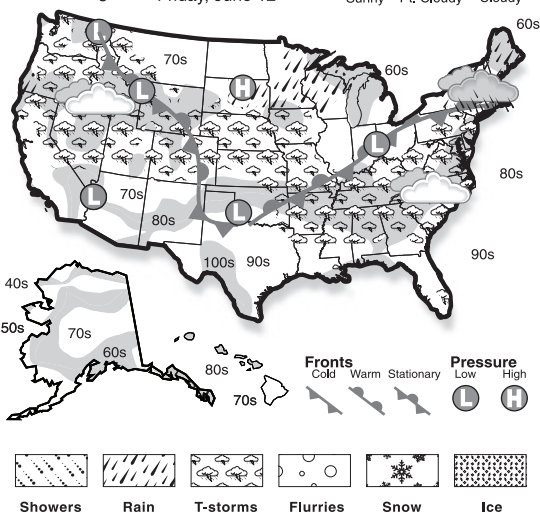 Friday, June 12
Sunny Pt. Cloudy Cloudy
60s
L
70s
60s
H
L
L
80s
L
70s
L
80s
90s
100s
90s
40s
50s
70s
60s
80s
70s
Fronts
Cold Warm Stationary
Pressure
Low High
L H
Showers Rain T-storms Flurries Snow Ice